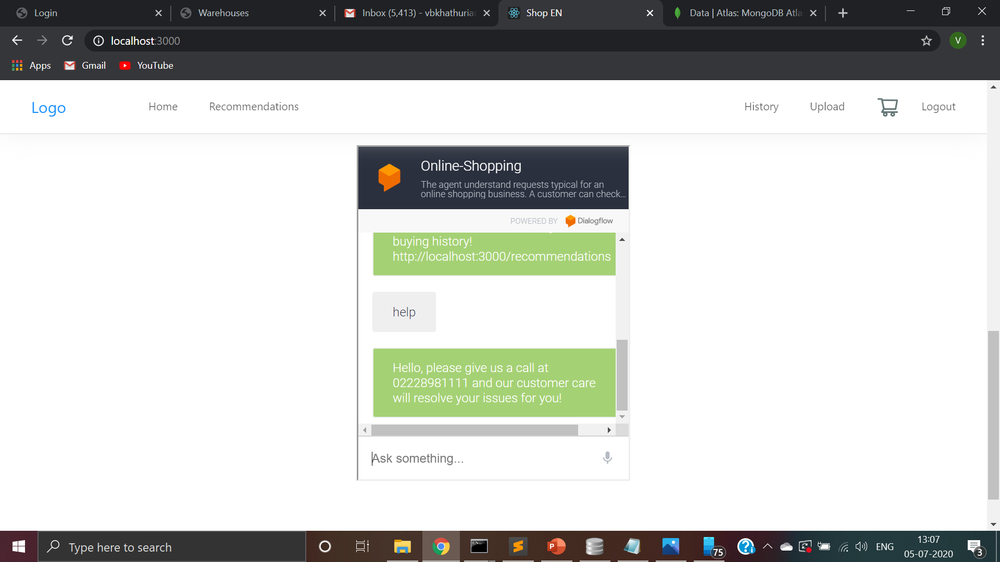 Login
Warehouses
Inbox (5,413) - vbkhathuria
Shop EN
Data | Atlas: MongoDB Atla
localhost:3000
V
Apps
Gmail
YouTube
Logo
Home
Recommendations
History
Upload
Logout
Online-Shopping
The agent understand requests typical for an
online shopping business. A customer can check...
POWERED BY
Dialogflow
buying history!
http://localhost:3000/recommendations
help
Hello, please give us a call at
02228981111 and our customer care
will resolve your issues for you!
Ask something...
Type here to search
75
ENG
13:07
05-07-2020
3